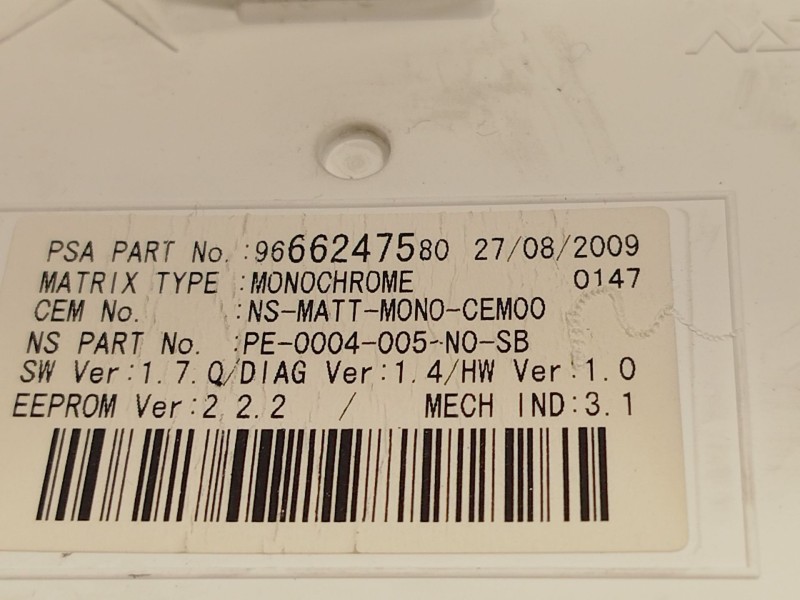 PSA PART No.:9666247580 27/08/2009
MATRIX TYPE :MONOCHROME 0147
CEM No. :NS-MATT-MONO-CEM00
NS PART No. :PE-0004-005-NO-SB
SW Ver:1.7.Q/DIAG Ver:1.4/HW Ver:1.0
EEPROM Ver:2.2.2 / MECH IND:3.1